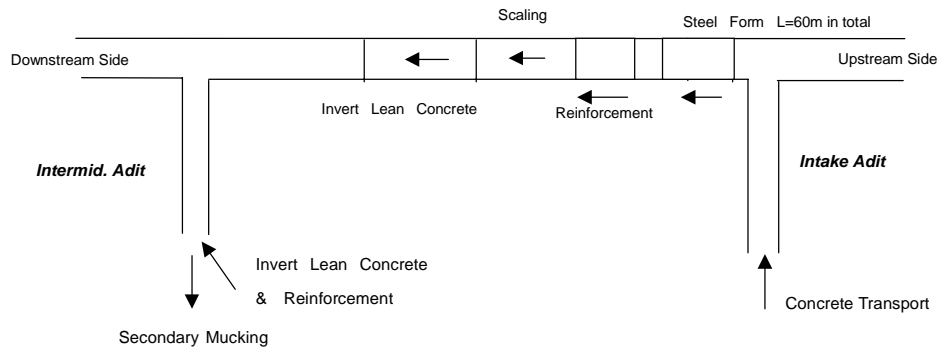 Scaling
Steel Form L=60m in total
Downstream Side
Upstream Side
Invert Lean Concrete
Reinforcement
Intermid. Adit
Intake Adit
Invert Lean Concrete
& Reinforcement
Concrete Transport
Secondary Mucking